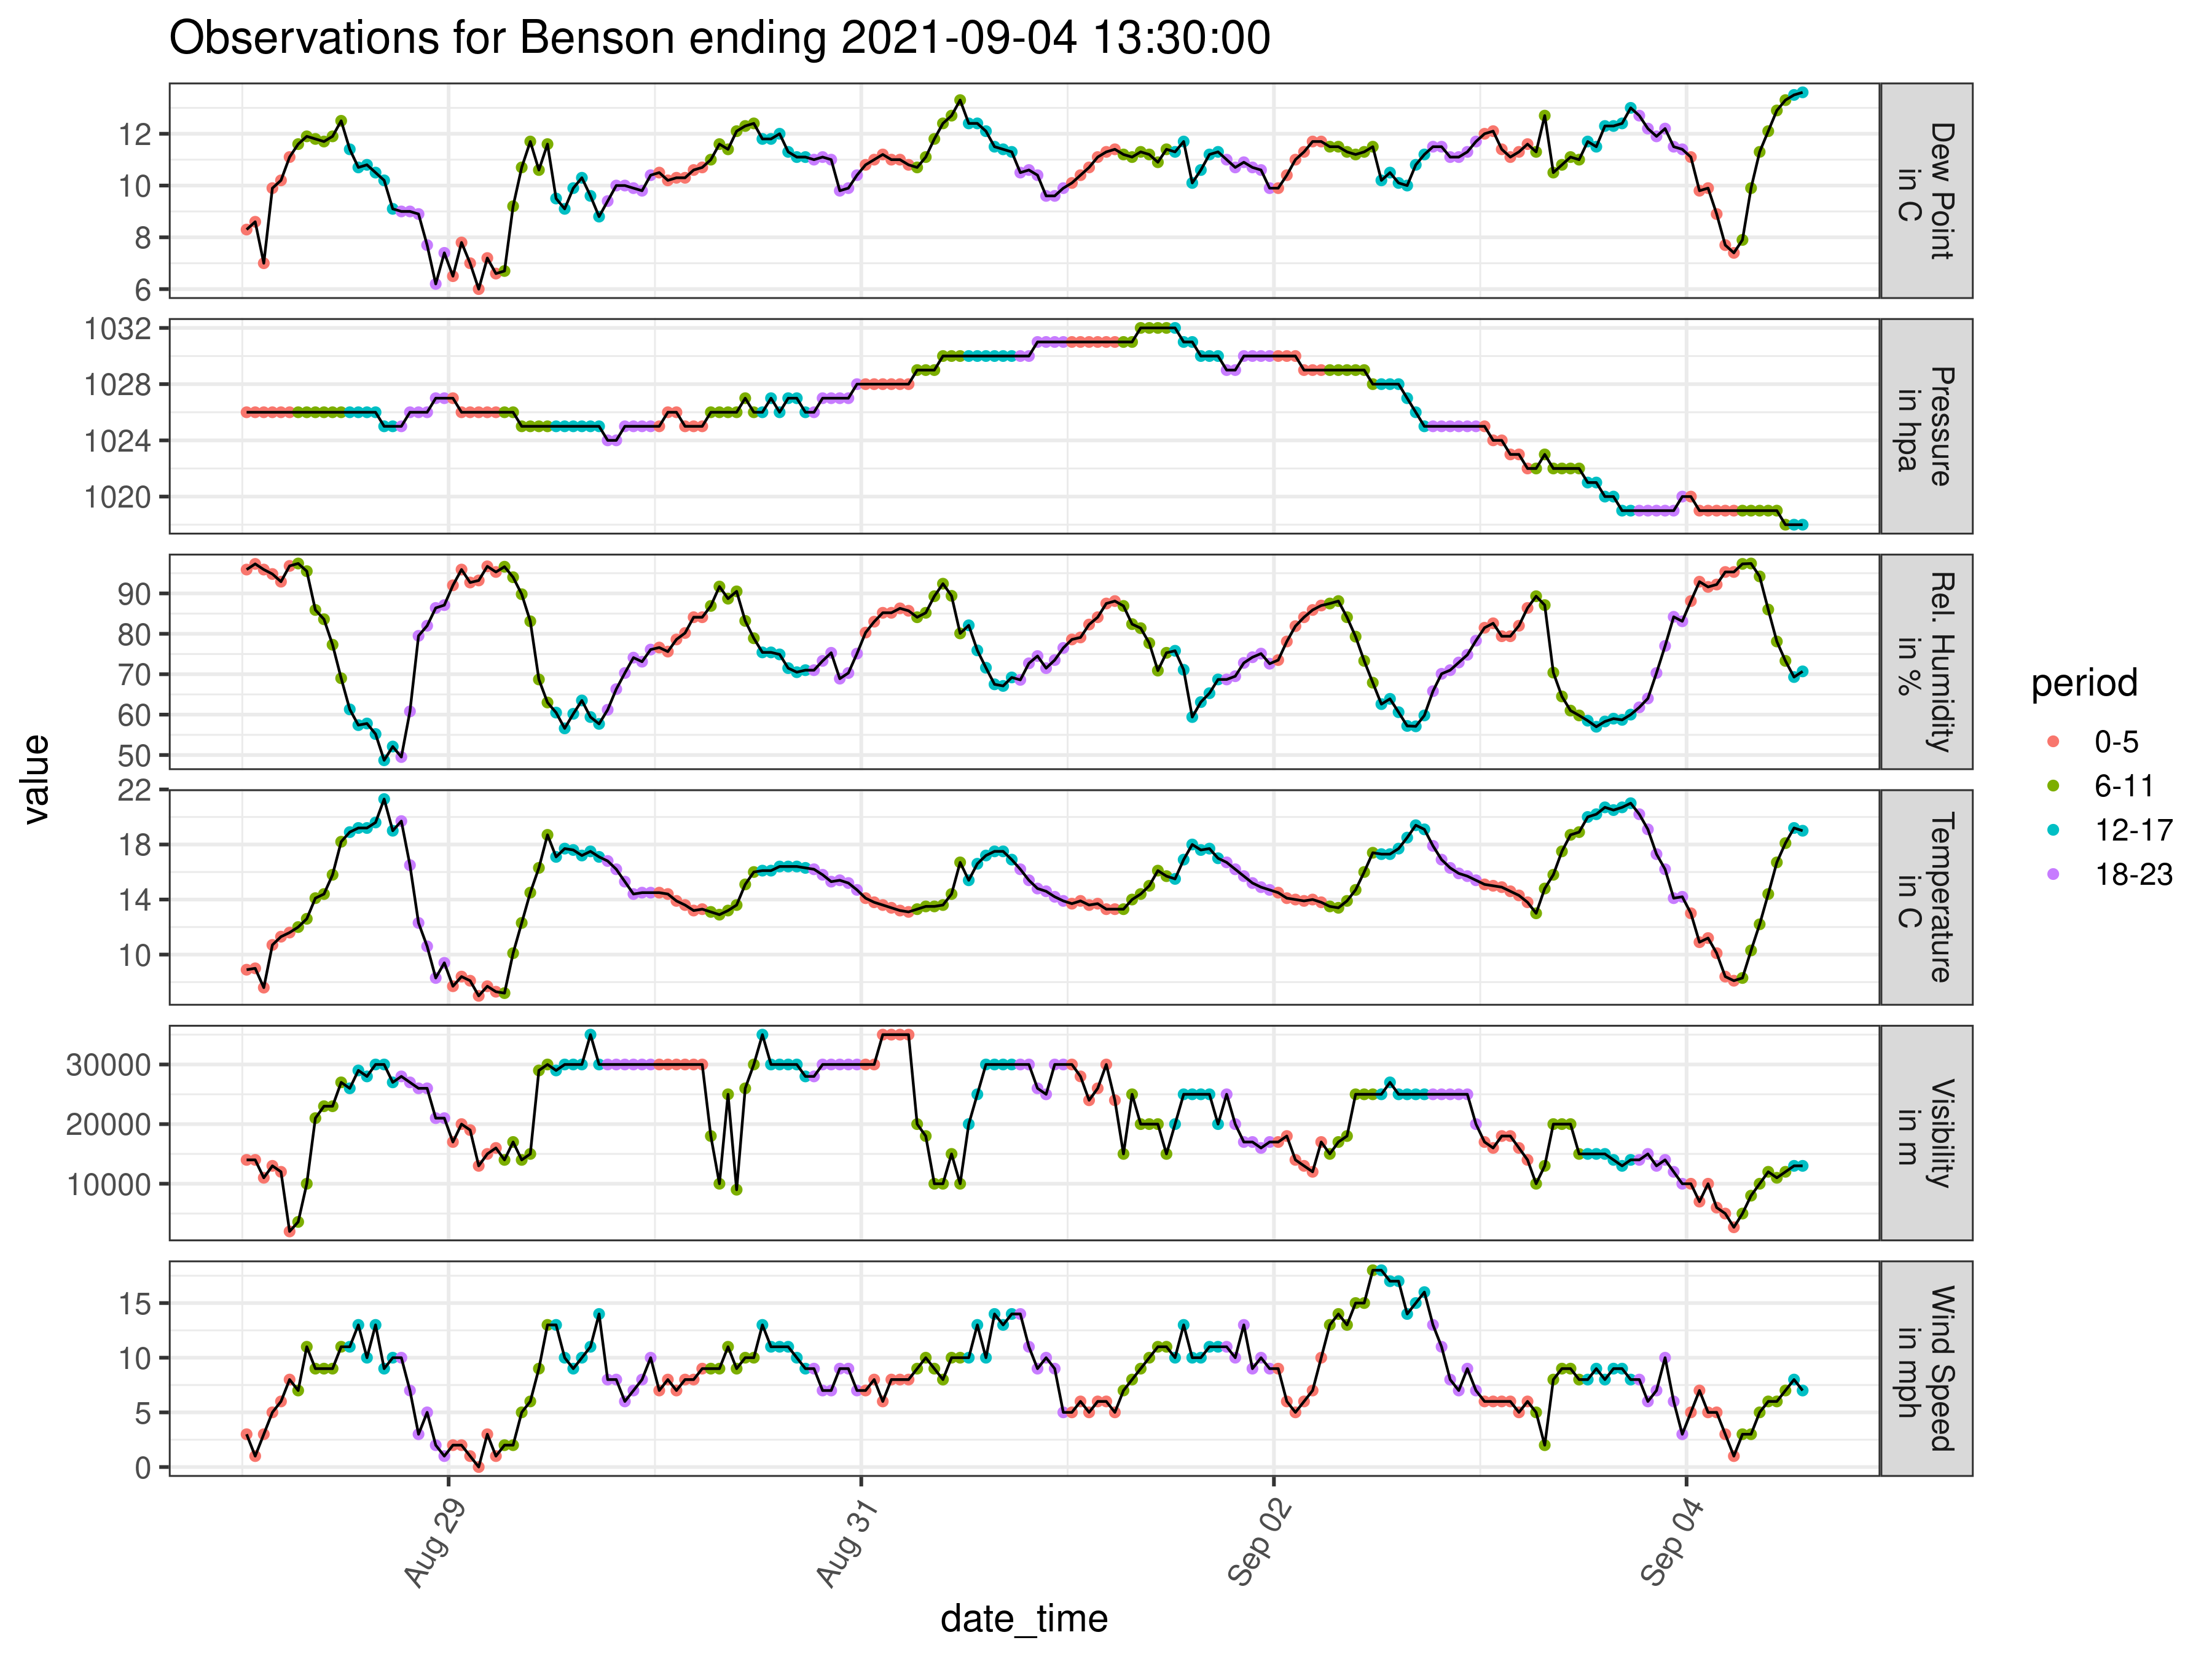 Observations for Benson ending 2021-09-04 13:30:00
value
12
10
8
6
Dew Point
in C
1032
1028
1024
1020
Pressure
in hpa
90
80
70
60
50
Rel. Humidity
in %
22
18
14
10
Temperature
in C
30000
20000
10000
Visibility
in m
15
10
5
0
Wind Speed
in mph
Aug 29
Aug 31
Sep 02
Sep 04
date_time
period
0-5
6-11
12-17
18-23